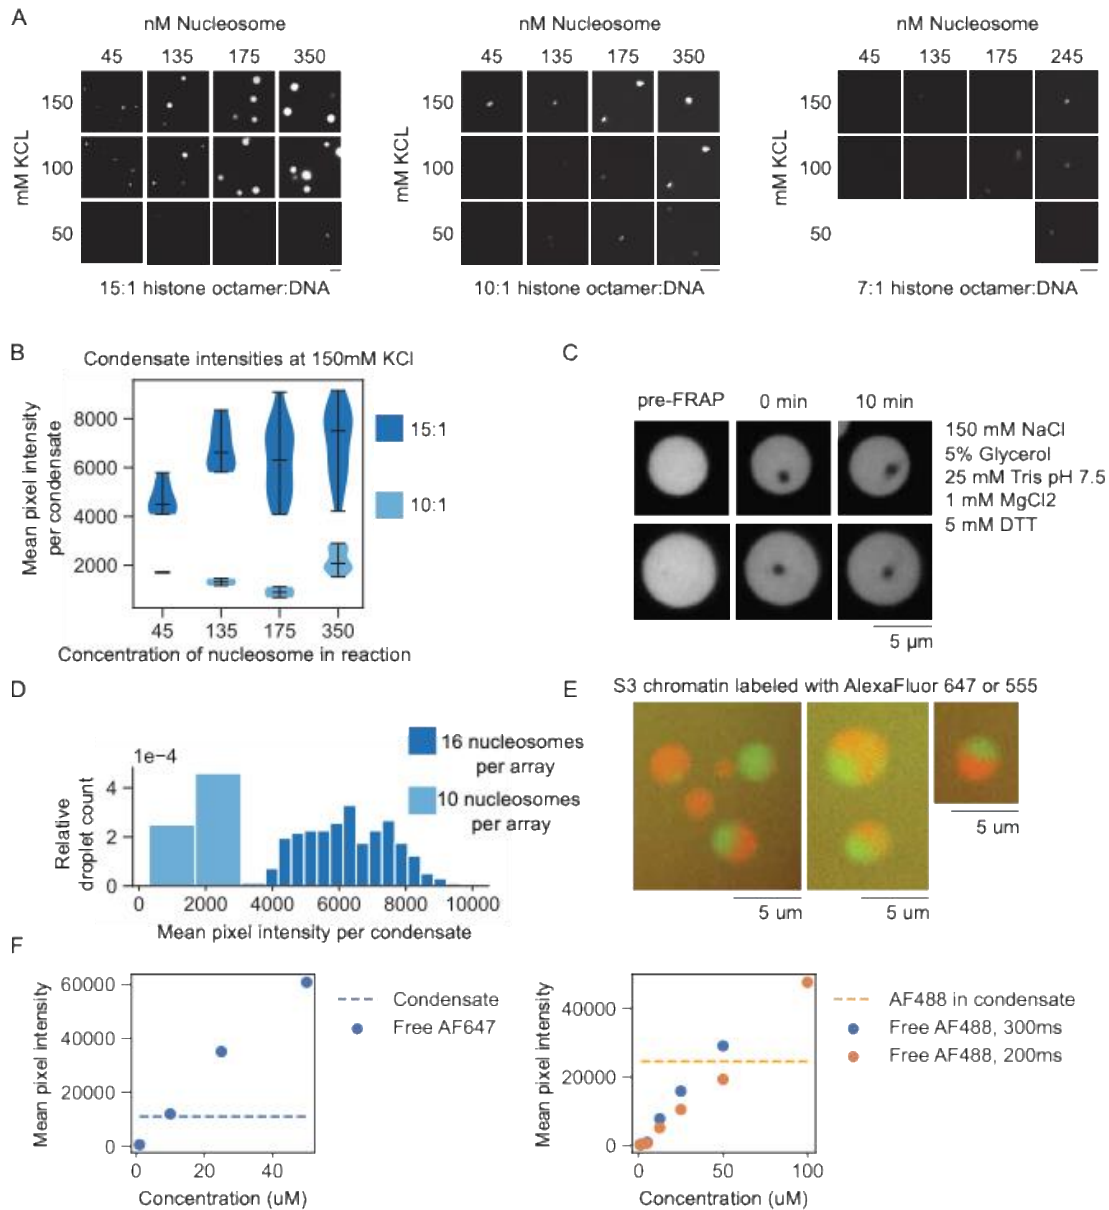 A
nM Nucleosome
45 135 175 350
mM KCL
150
100
50
15:1 histone octamer:DNA
nM Nucleosome
45 135 175 350
mM KCL
150
100
50
10:1 histone octamer:DNA
nM Nucleosome
45 135 175 245
mM KCL
150
100
50
7:1 histone octamer:DNA
B
Condensate intensities at 150mM KCl
Mean pixel intensity
per condensate
8000
6000
4000
2000
45 135 175 350
Concentration of nucleosome in reaction
15:1
10:1
C
pre-FRAP 0 min 10 min
150 mM NaCl
5% Glycerol
25 mM Tris pH 7.5
1 mM MgCl2
5 mM DTT
5 µm
D
1e−4
Relative
droplet count
4
2
0
0 2000 4000 6000 8000 10000
Mean pixel intensity per condensate
16 nucleosomes
per array
10 nucleosomes
per array
E
S3 chromatin labeled with AlexaFluor 647 or 555
5 um
5 um
5 um
F
Mean pixel intensity
60000
40000
20000
0
0 20 40
Concentration (uM)
Condensate
Free AF647
Mean pixel intensity
40000
20000
0
0 50 100
Concentration (uM)
AF488 in condensate
Free AF488, 300ms
Free AF488, 200ms